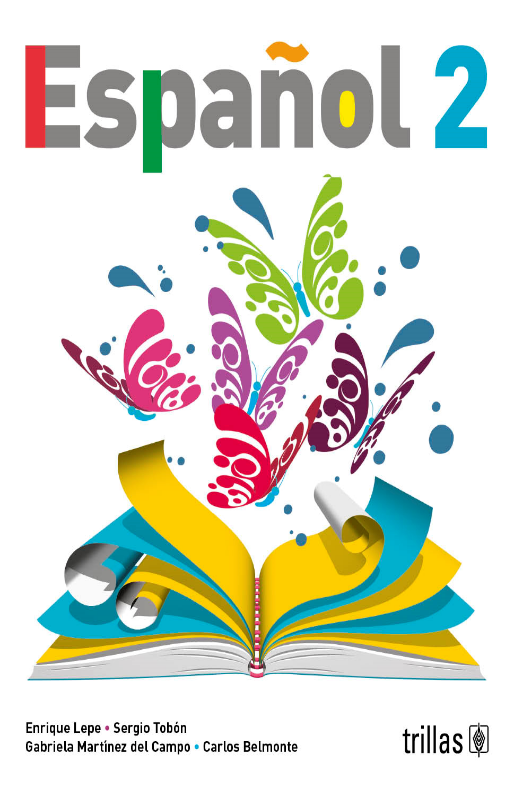 Español 2
Enrique Lepe • Sergio Tobón
Gabriela Martínez del Campo • Carlos Belmonte
trillas